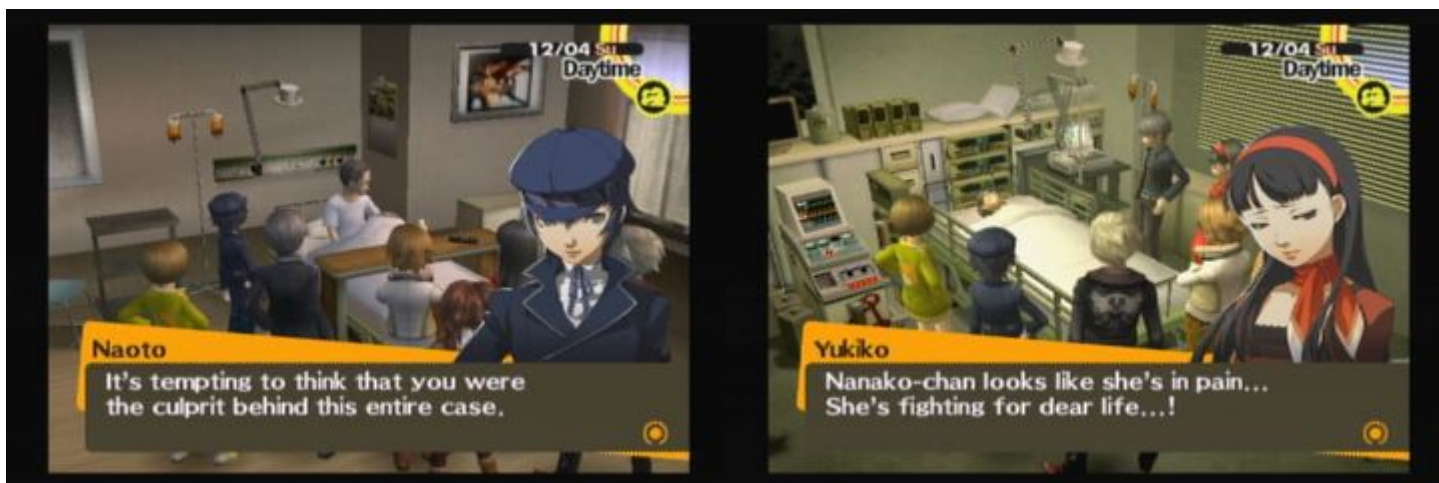 12/04 Su
Daytime
Naoto
It's tempting to think that you were
the culprit behind this entire case.
12/04 Su
Daytime
Yukiko
Nanako-chan looks like she's in pain...
She's fighting for dear life...!